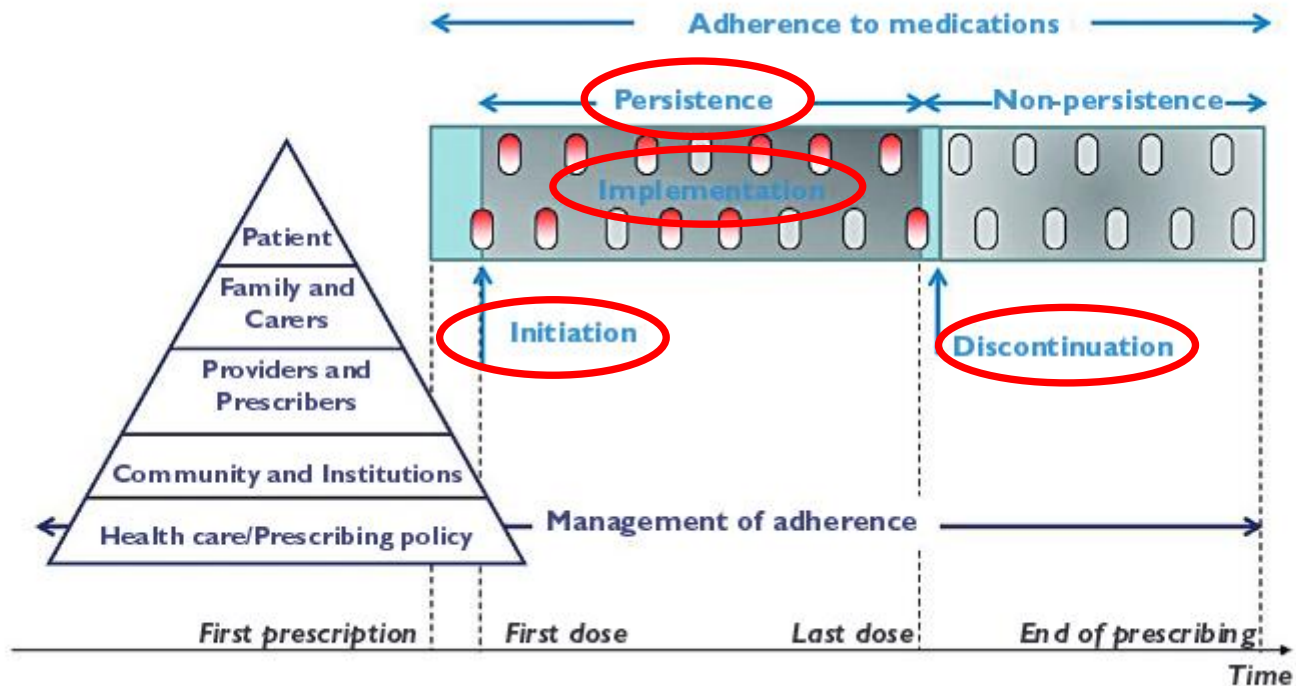 Adherence to medications
Persistence
Non-persistence
Implementation
Patient
Family and
Carers
Initiation
Discontinuation
Providers and
Prescribers
Community and Institutions
Management of adherence
Health care/Prescribing policy
First prescription
First dose
Last dose
End of prescribing
Time